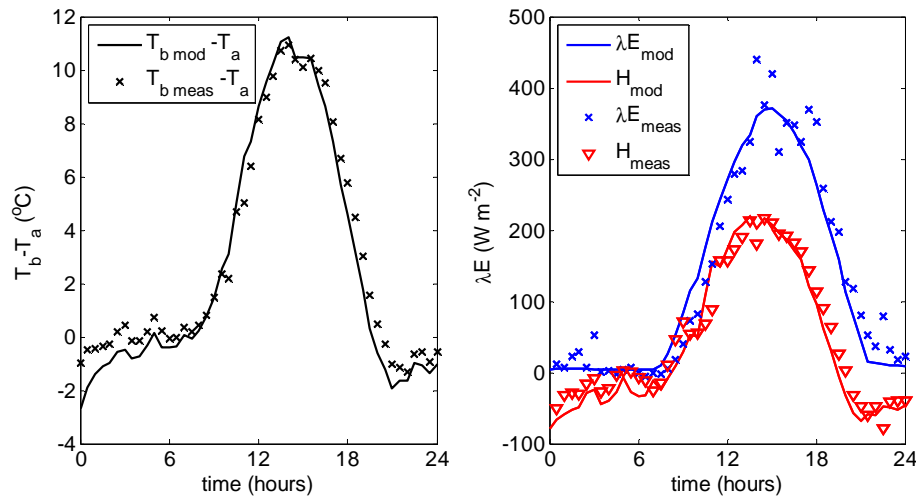 12
10
8
6
4
2
0
-2
-4
T_b-T_a (°C)
T_b mod -T_a
T_b meas -T_a
0
6
12
18
24
time (hours)
500
400
300
200
100
0
-100
λE (W m⁻²)
λE_mod
H_mod
λE_meas
H_meas
0
6
12
18
24
time (hours)